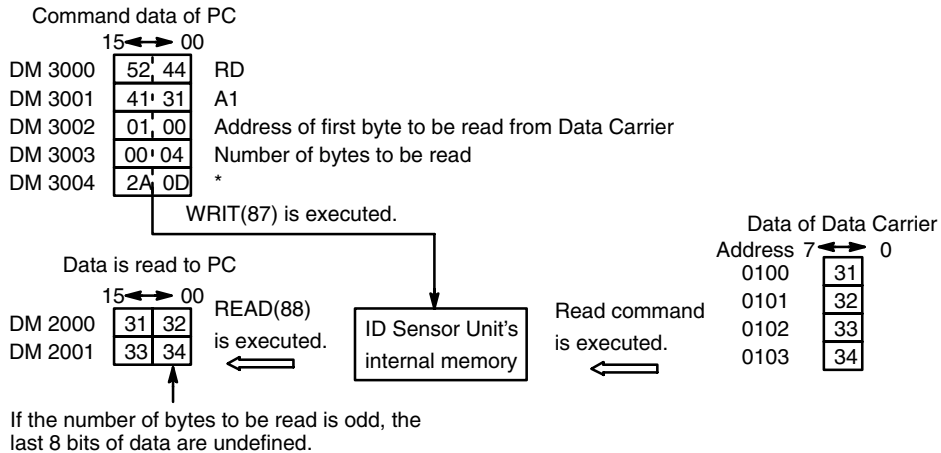 Command data of PC
15 00
DM 3000 52 44 RD
DM 3001 41 31 A1
DM 3002 01 00 Address of first byte to be read from Data Carrier
DM 3003 00 04 Number of bytes to be read
DM 3004 2A 0D *
WRIT(87) is executed.
Data of Data Carrier
Address 7 0
0100 31
0101 32
0102 33
0103 34
Data is read to PC
15 00
DM 2000 31 32
DM 2001 33 34
READ(88)
is executed.
ID Sensor Unit's
internal memory
Read command
is executed.
If the number of bytes to be read is odd, the
last 8 bits of data are undefined.